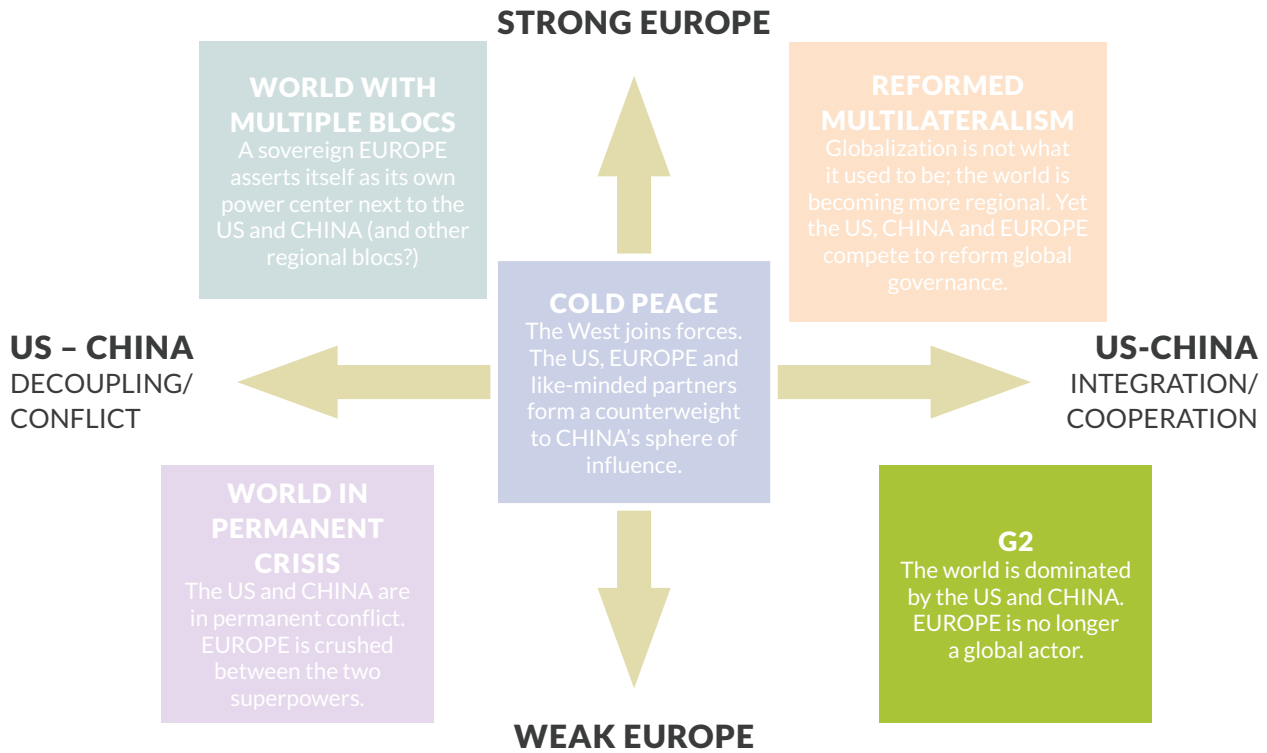 STRONG EUROPE
WORLD WITH
MULTIPLE BLOCS
A sovereign EUROPE
asserts itself as its own
power center next to the
US and CHINA (and other
regional blocs?)
REFORMED
MULTILATERALISM
Globalization is not what
it used to be; the world is
becoming more regional. Yet
the US, CHINA and EUROPE
compete to reform global
governance.
COLD PEACE
The West joins forces.
The US, EUROPE and
like-minded partners
form a counterweight
to CHINA’s sphere of
influence.
US – CHINA
DECOUPLING/
CONFLICT
US-CHINA
INTEGRATION/
COOPERATION
WORLD IN
PERMANENT
CRISIS
The US and CHINA are
in permanent conflict.
EUROPE is crushed
between the two
superpowers.
G2
The world is dominated
by the US and CHINA.
EUROPE is no longer
a global actor.
WEAK EUROPE